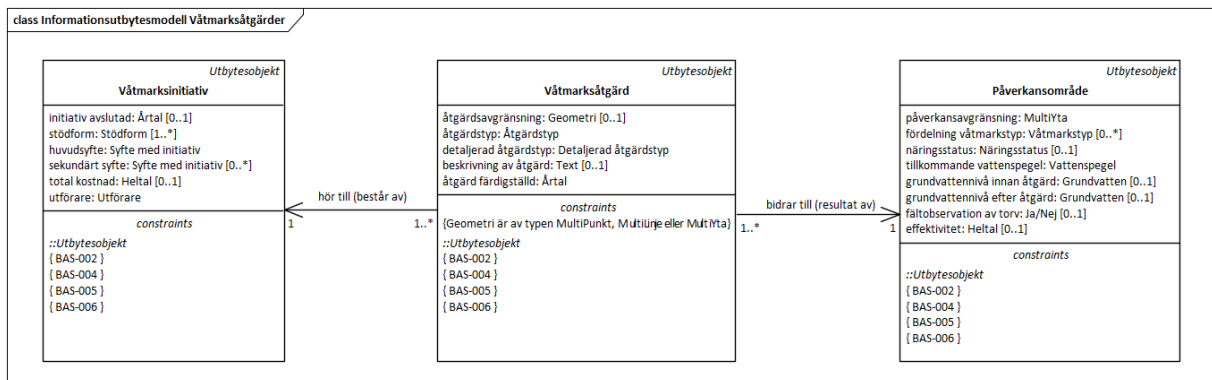 class Informationsutbytesmodell Våtmarksåtgärder
Utbytesobjekt
Våtmarksinitiativ
initiativ avslutad: Årtal [0..1]
stödform: Stödform [1..*]
huvudsyfte: Syfte med initiativ
sekundärt syfte: Syfte med initiativ [0..*]
total kostnad: Heltal [0..1]
utförare: Utförare
constraints
::Utbytesobjekt
{ BAS-002 }
{ BAS-004 }
{ BAS-005 }
{ BAS-006 }
hör till (består av)
1
1..*
Utbytesobjekt
Våtmarksåtgärd
åtgärdsavgränsning: Geometri [0..1]
åtgärdstyp: Åtgärdstyp
detaljerad åtgärdstyp: Detaljerad åtgärdstyp
beskrivning av åtgärd: Text [0..1]
åtgärd färdigställd: Årtal
constraints
{Geometri är av typen MultiPunkt, MultiLinje eller MultiYta}
::Utbytesobjekt
{ BAS-002 }
{ BAS-004 }
{ BAS-005 }
{ BAS-006 }
bidrar till (resultat av)
1..*
1
Utbytesobjekt
Påverkansområde
påverkansavgränsning: MultiYta
fördelning våtmarkstyp: Våtmarkstyp [0..*]
näringsstatus: Näringsstatus [0..1]
tillkommande vattenspegel: Vattenspegel
grundvattennivå innan åtgärd: Grundvatten [0..1]
grundvattennivå efter åtgärd: Grundvatten [0..1]
fältobservation av torv: Ja/Nej [0..1]
effektivitet: Heltal [0..1]
constraints
::Utbytesobjekt
{ BAS-002 }
{ BAS-004 }
{ BAS-005 }
{ BAS-006 }